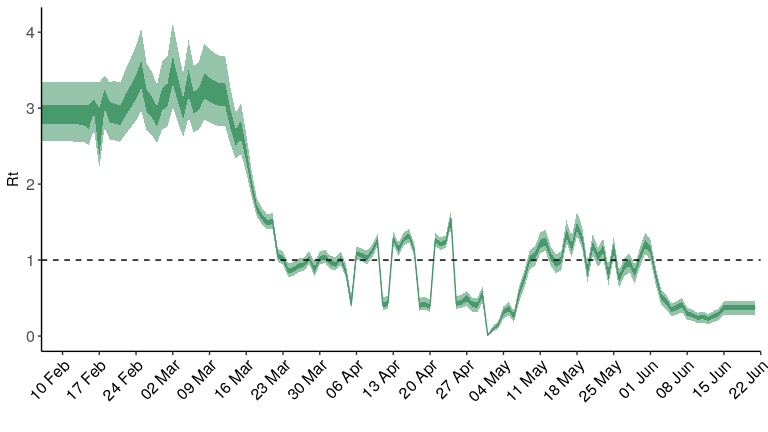 Rt
4
3
2
1
0
10 Feb
17 Feb
24 Feb
02 Mar
09 Mar
16 Mar
23 Mar
30 Mar
06 Apr
13 Apr
20 Apr
27 Apr
04 May
11 May
18 May
25 May
01 Jun
08 Jun
15 Jun
22 Jun